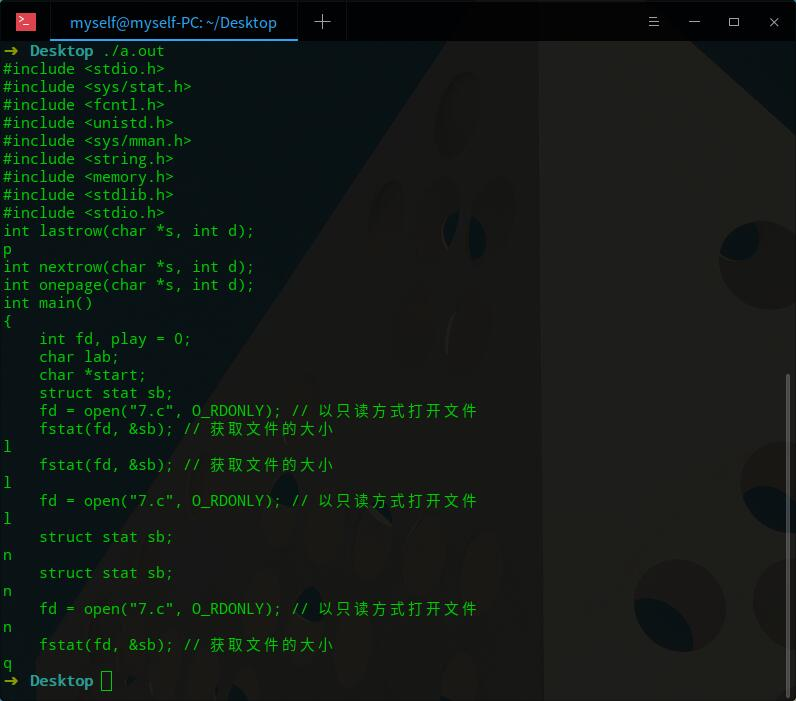 myself@myself-PC: ~/Desktop
➜ Desktop ./a.out
#include <stdio.h>
#include <sys/stat.h>
#include <fcntl.h>
#include <unistd.h>
#include <sys/mman.h>
#include <string.h>
#include <memory.h>
#include <stdlib.h>
#include <stdio.h>
int lastrow(char *s, int d);
p
int nextrow(char *s, int d);
int onepage(char *s, int d);
int main()
{
    int fd, play = 0;
    char lab;
    char *start;
    struct stat sb;
    fd = open("7.c", O_RDONLY); // 以只读方式打开文件
    fstat(fd, &sb); // 获取文件的大小
l
    fstat(fd, &sb); // 获取文件的大小
l
    fd = open("7.c", O_RDONLY); // 以只读方式打开文件
l
    struct stat sb;
n
    struct stat sb;
n
    fd = open("7.c", O_RDONLY); // 以只读方式打开文件
n
    fstat(fd, &sb); // 获取文件的大小
q
➜ Desktop